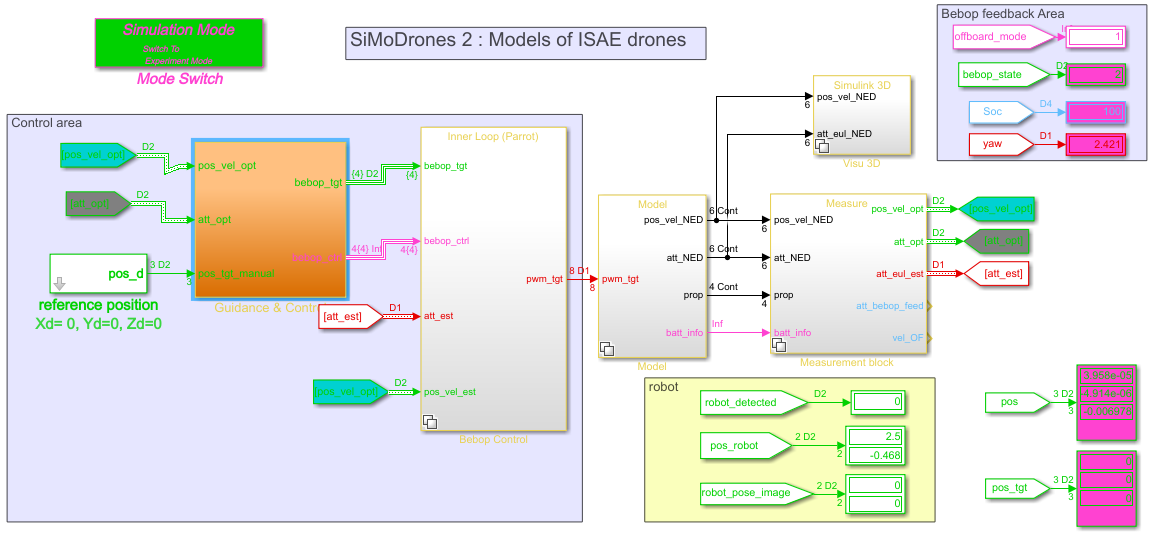 Simulation Mode
Switch To
Experiment Mode
Mode Switch
SiMoDrones 2 : Models of ISAE drones
Bebop feedback Area
offboard_mode
1
bebop_state
D2
2
Soc
D4
100
yaw
D1
2.421
Control area
[pos_vel_opt]
D2
pos_vel_opt
D2
att_opt
pos_d
3 D2
3
pos_tgt_manual
reference position
Xd= 0, Yd=0, Zd=0
bebop_tgt
{4} D2
{4}
bebop_ctrl
4{4} Inf
4{4}
Guidance & Contr
[att_est]
D1
[pos_vel_opt]
D2
Inner Loop (Parrot)
bebop_tgt
bebop_ctrl
att_est
pos_vel_est
pwm_tgt
Bebop Control
8 D1
8
Model
pwm_tgt
pos_vel_NED
att_NED
prop
batt_info
Model
6 Cont
6
6 Cont
6
4 Cont
4
Inf
Simulink 3D
6
pos_vel_NED
6
att_eul_NED
Visu 3D
Measure
pos_vel_NED
att_NED
prop
batt_info
pos_vel_opt
att_opt
att_eul_est
att_bebop_feed
vel_OF
Measurement block
D2
[pos_vel_opt]
D2
D1
[att_est]
robot
robot_detected
D2
0
pos_robot
2 D2
2
2.5
-0.468
robot_pose_image
2 D2
2
0
0
pos
3 D2
3
-0.006978
pos_tgt
3 D2
3
0
0
0